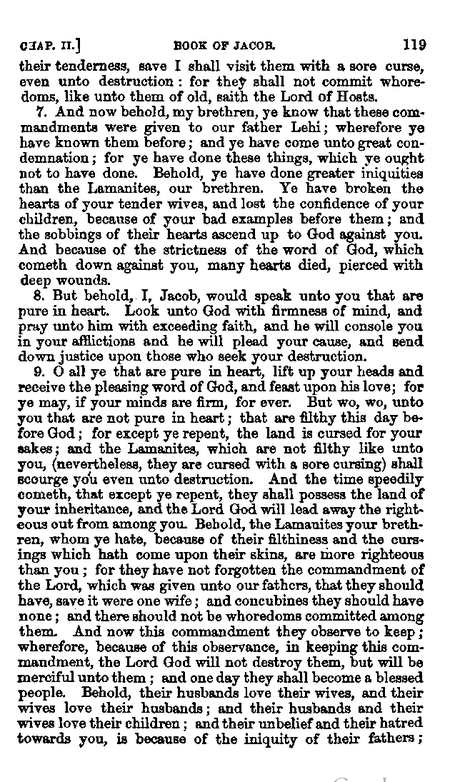 CHAP. II.] BOOK OF JACOB. 119
their tenderness, save I shall visit them with a sore curse,
even unto destruction : for they shall not commit whore-
doms, like unto them of old, saith the Lord of Hosts.
7. And now behold, my brethren, ye know that these com-
mandments were given to our father Lehi ; wherefore ye
have known them before ; and ye have come unto great con-
demnation ; for ye have done these things, which ye ought
not to have done. Behold, ye have done greater iniquities
than the Lamanites, our brethren. Ye have broken the
hearts of your tender wives, and lost the confidence of your
children, because of your bad examples before them ; and
the sobbings of their hearts ascend up to God against you.
And because of the strictness of the word of God, which
cometh down against you, many hearts died, pierced with
deep wounds.
8. But behold, I, Jacob, would speak unto you that are
pure in heart. Look unto God with firmness of mind, and
pray unto him with exceeding faith, and he will console you
in your afflictions and he will plead your cause, and send
down justice upon those who seek your destruction.
9. O all ye that are pure in heart, lift up your heads and
receive the pleasing word of God, and feast upon his love ; for
ye may, if your minds are firm, for ever. But wo, wo, unto
you that are not pure in heart ; that are filthy this day be-
fore God ; for except ye repent, the land is cursed for your
sakes ; and the Lamanites, which are not filthy like unto
you, (nevertheless, they are cursed with a sore cursing) shall
scourge you even unto destruction. And the time speedily
cometh, that except ye repent, they shall possess the land of
your inheritance, and the Lord God will lead away the right-
eous out from among you. Behold, the Lamanites your breth-
ren, whom ye hate, because of their filthiness and the curs-
ings which hath come upon their skins, are more righteous
than you ; for they have not forgotten the commandment of
the Lord, which was given unto our fathers, that they should
have, save it were one wife ; and concubines they should have
none ; and there should not be whoredoms committed among
them. And now this commandment they observe to keep ;
wherefore, because of this observance, in keeping this com-
mandment, the Lord God will not destroy them, but will be
merciful unto them ; and one day they shall become a blessed
people. Behold, their husbands love their wives, and their
wives love their husbands ; and their husbands and their
wives love their children ; and their unbelief and their hatred
towards you, is because of the iniquity of their fathers ;